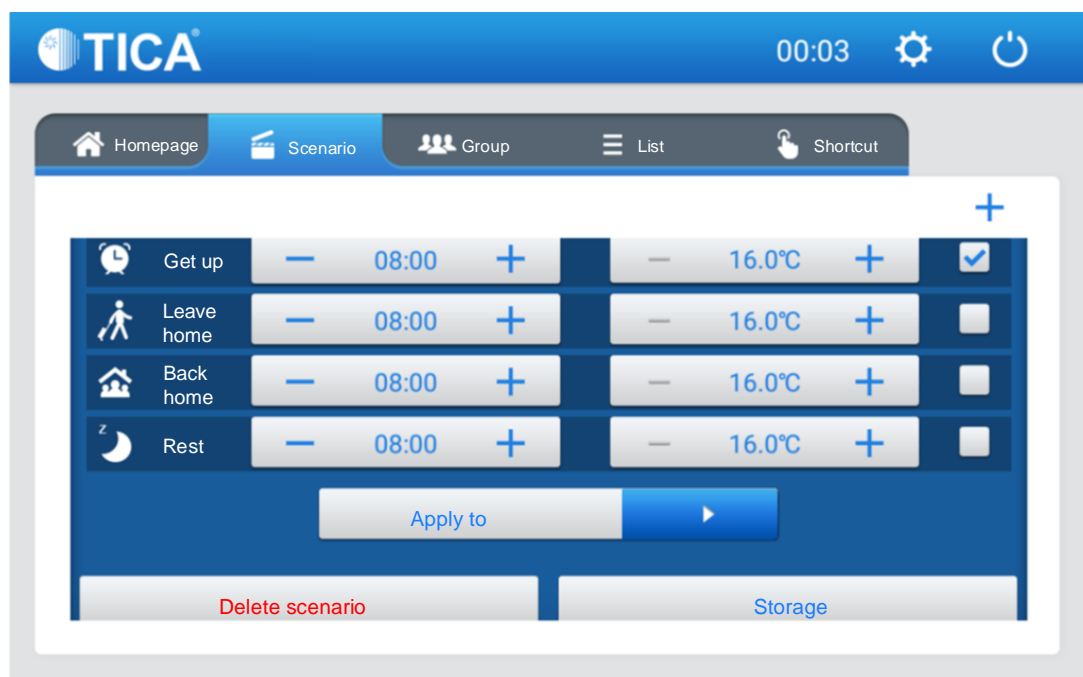 TICA®
00:03
Homepage
Scenario
Group
List
Shortcut
Get up
08:00
16.0℃
Leave
home
08:00
16.0℃
Back
home
08:00
16.0℃
z
Rest
08:00
16.0℃
Apply to
Delete scenario
Storage